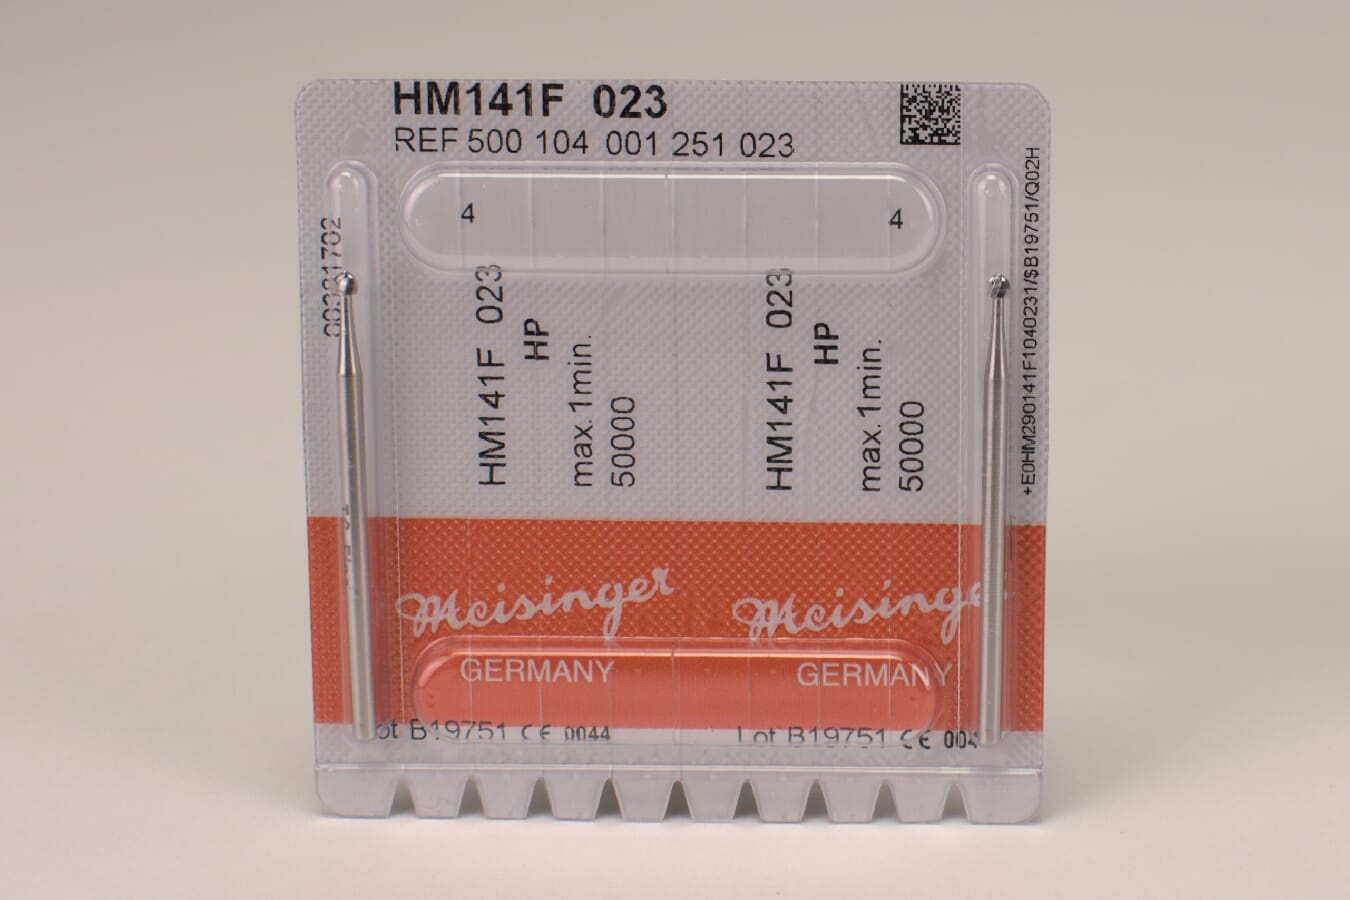 HM141F 023
REF 500 104 001 251 023
4 4
HM141F 023
HP
max. 1min.
50000
HM141F 023
HP
max. 1min.
50000
+E0HM290141F1040231/$B19751/Q02H
Meisinger
GERMANY
Meisinger
GERMANY
Lot B19751 CE 0044
Lot B19751 CE 004